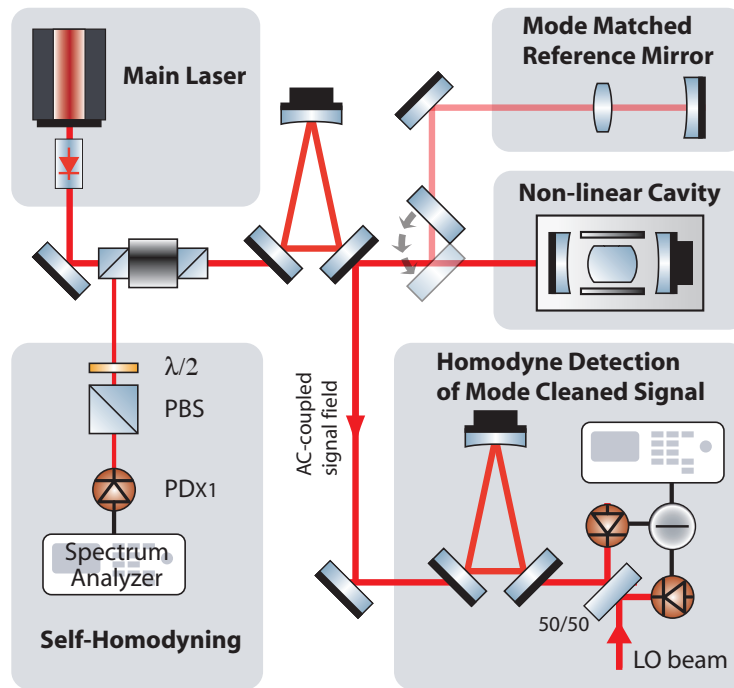 Main Laser
Mode Matched
Reference Mirror
Non-linear Cavity
λ/2
PBS
PDX1
Spectrum
Analyzer
Self-Homodyning
AC-coupled
signal field
Homodyne Detection
of Mode Cleaned Signal
50/50
LO beam